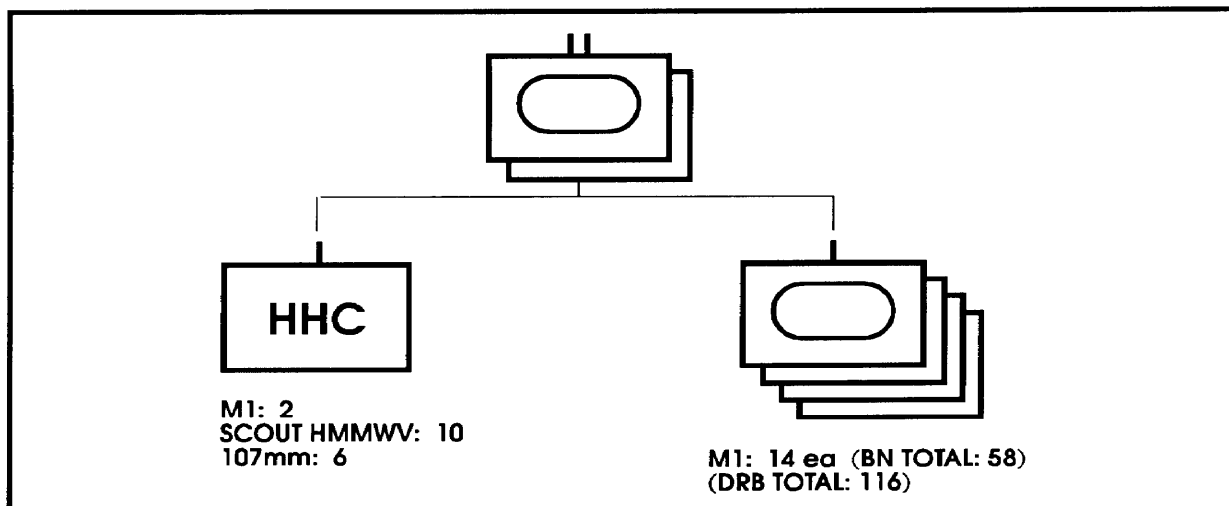 HHC
M1: 2
SCOUT HMMWV: 10
107mm: 6
M1: 14 ea (BN TOTAL: 58)
(DRB TOTAL: 116)